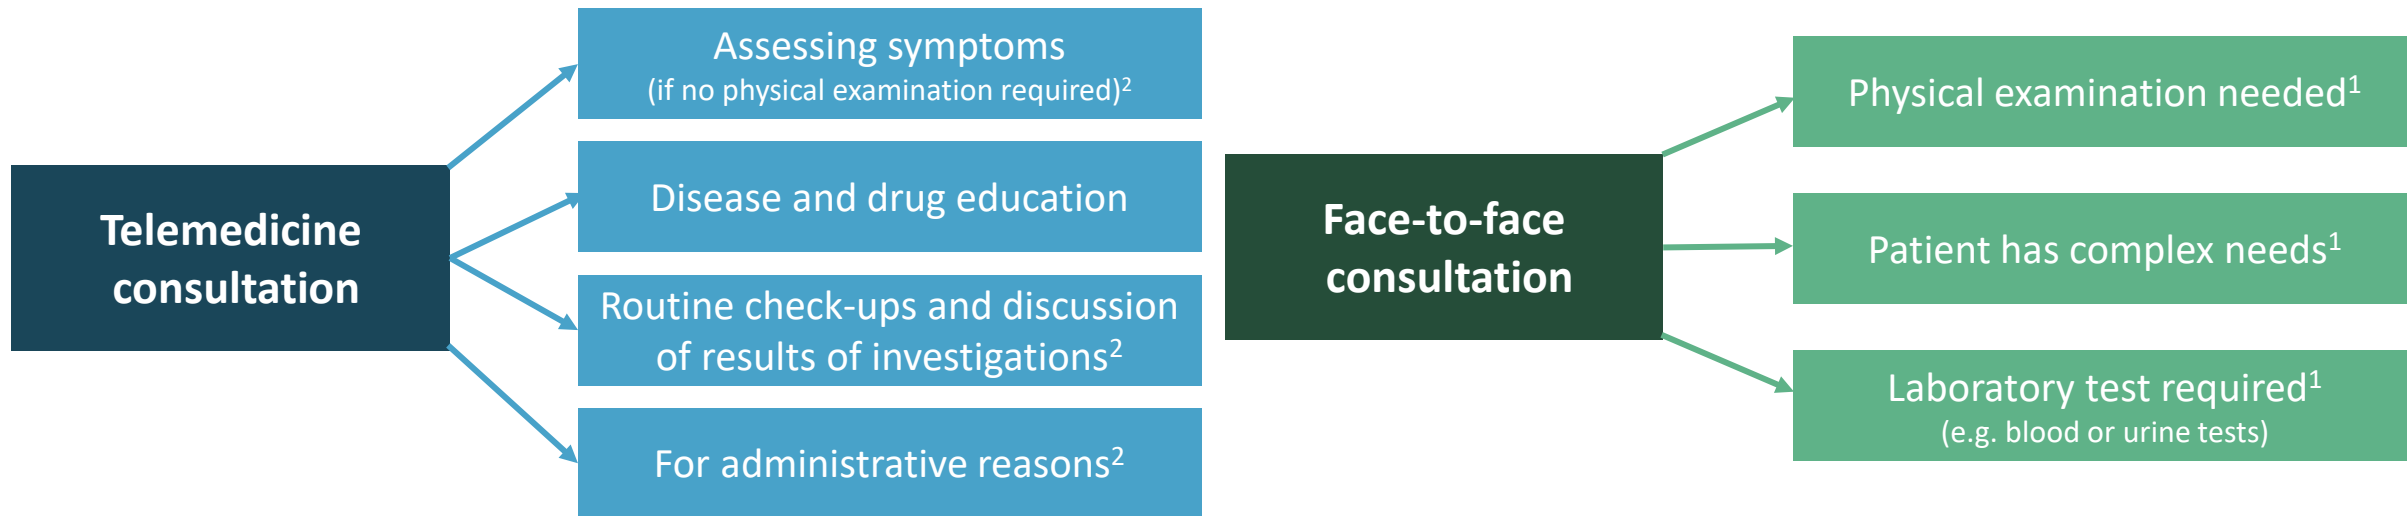 Telemedicine
consultation
Assessing symptoms
(if no physical examination required)²
Disease and drug education
Routine check-ups and discussion
of results of investigations²
For administrative reasons²
Face-to-face
consultation
Physical examination needed¹
Patient has complex needs¹
Laboratory test required¹
(e.g. blood or urine tests)